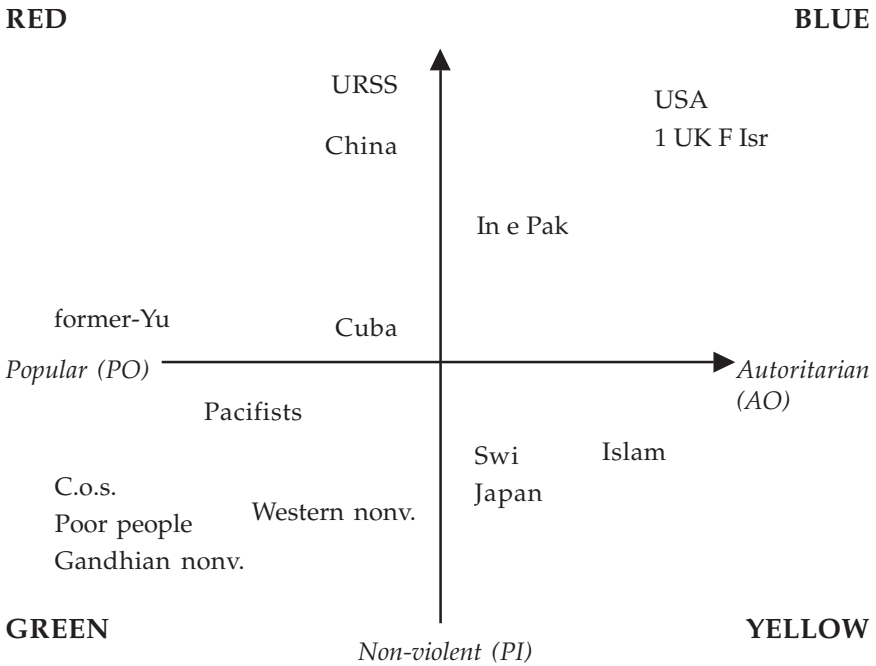 RED
BLUE
URSS
USA
China
1 UK F Isr
In e Pak
former-Yu
Cuba
Popular (PO)
Autoritarian
(AO)
Pacifists
Swi
Islam
Japan
C.o.s.
Poor people
Western nonv.
Gandhian nonv.
GREEN
YELLOW
Non-violent (PI)